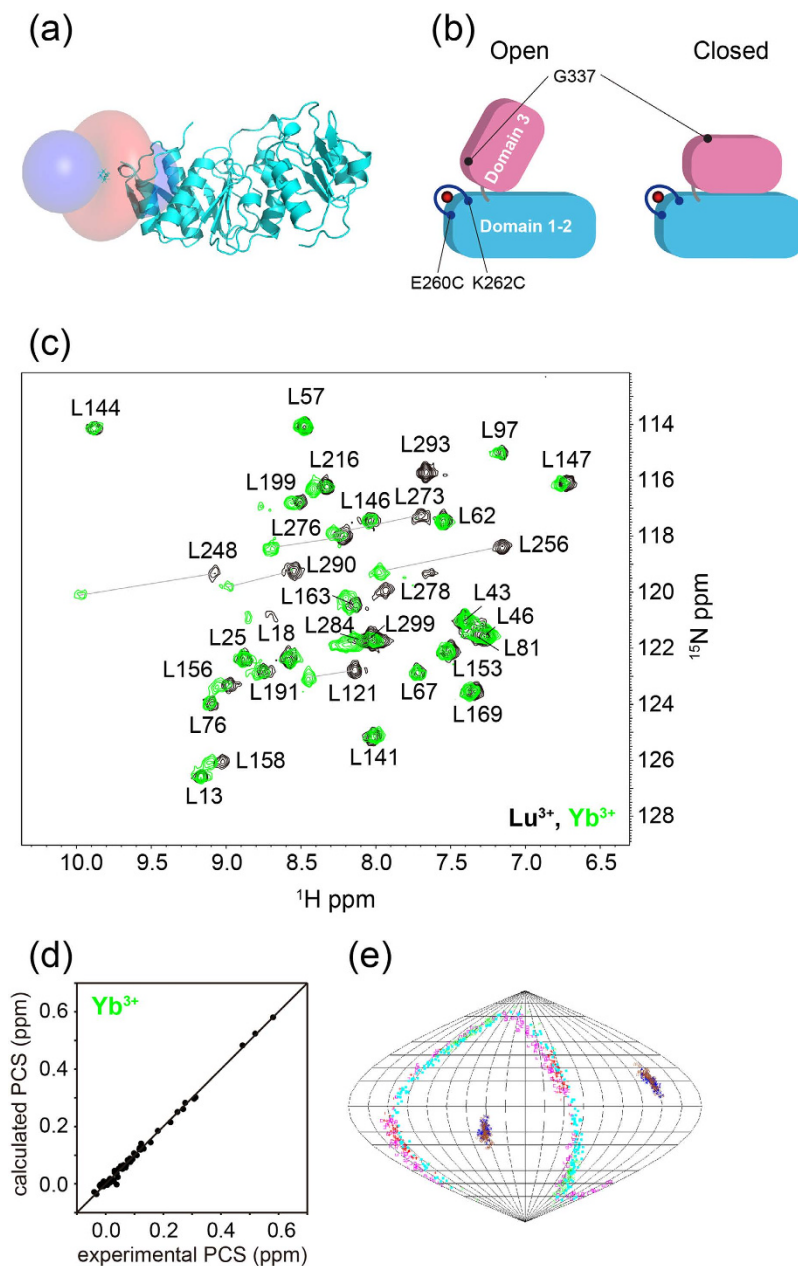 (a)
(b)
Open
Closed
G337
Domain 3
Domain 1-2
E260C
K262C
(c)
L144
L57
L97
L293
L147
L216
L199
L146
L273
L62
L276
L256
L248
L290
L278
L163
L43
L18
L284
L299
L46
L25
L81
L156
L153
L191
L121
L67
L76
L169
L158
L141
L13
Lu³⁺, Yb³⁺
114
116
118
120
122
124
126
128
¹⁵N ppm
10.0 9.5 9.0 8.5 8.0 7.5 7.0 6.5
¹H ppm
(d)
Yb³⁺
calculated PCS (ppm)
0.6
0.4
0.2
0.0
0.0 0.2 0.4 0.6
experimental PCS (ppm)
(e)